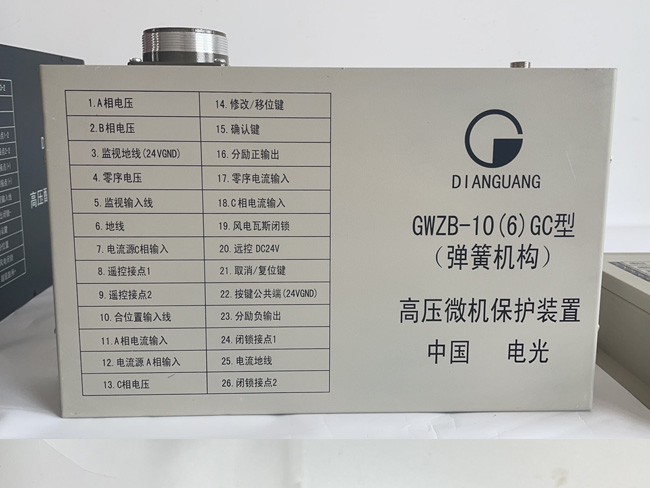 1.A相电压
2.B相电压
3.监视地线(24VGND)
4.零序电压
5.监视输入线
6.地线
7.电流源C相输入
8.遥控接点1
9.遥控接点2
10.合位置输入线
11.A相电流输入
12.电流源A相输入
13.C相电压
14.修改/移位键
15.确认键
16.分励正输出
17.零序电流输入
18.C相电流输入
19.风电瓦斯闭锁
20.远控 DC24V
21.取消/复位键
22.按键公共端(24VGND)
23.分励负输出
24.闭锁接点1
25.电流地线
26.闭锁接点2
DIANGUANG
GWZB-10(6)GC型
(弹簧机构)
高压微机保护装置
中国 电光
高压